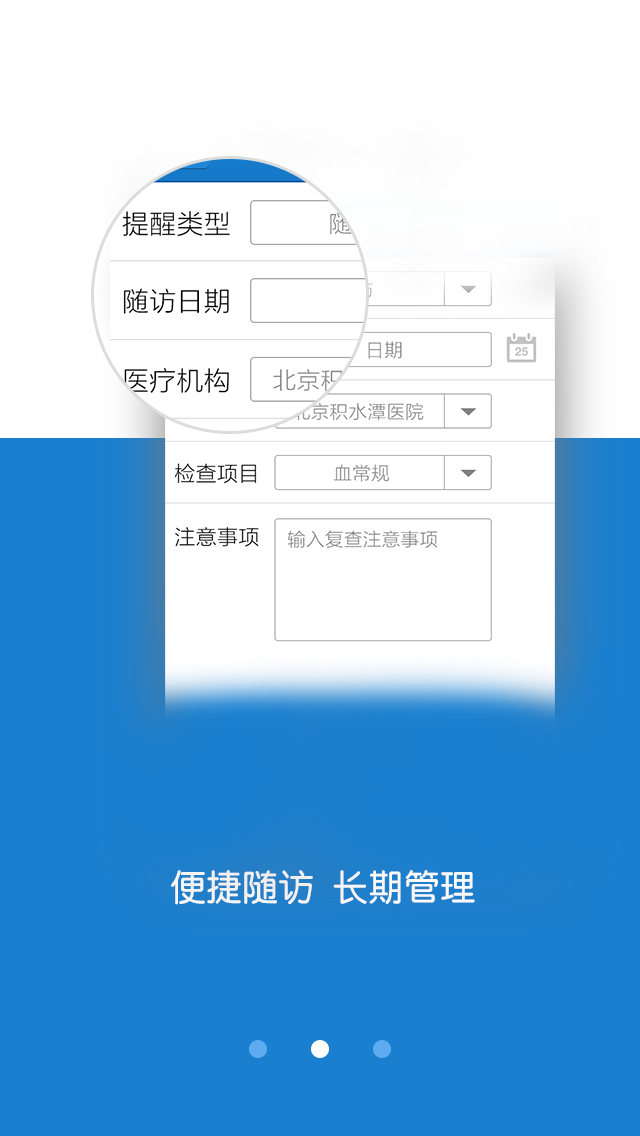 提醒类型 随
随访日期
日期
25
医疗机构 北京积
北京积水潭医院
检查项目 血常规
注意事项 输入复查注意事项
便捷随访 长期管理